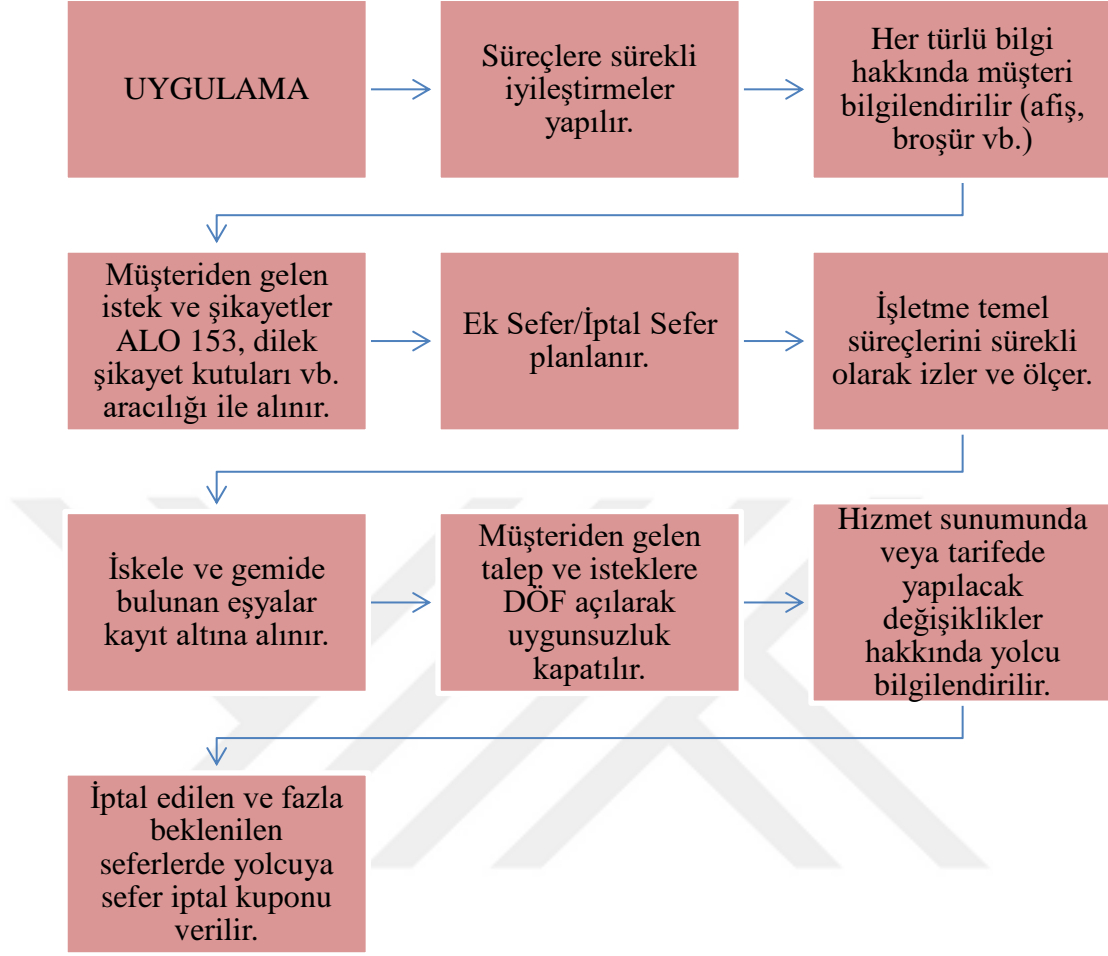 UYGULAMA
Süreçlere sürekli
iyileştirmeler
yapılır.
Her türlü bilgi
hakkında müşteri
bilgilendirilir (afiş,
broşür vb.)
Müşteriden gelen
istek ve şikayetler
ALO 153, dilek
şikayet kutuları vb.
aracılığı ile alınır.
Ek Sefer/İptal Sefer
planlanır.
İşletme temel
süreçlerini sürekli
olarak izler ve ölçer.
İskele ve gemide
bulunan eşyalar
kayıt altına alınır.
Müşteriden gelen
talep ve isteklere
DÖF açılarak
uygunsuzluk
kapatılır.
Hizmet sunumunda
veya tarifede
yapılacak
değişiklikler
hakkında yolcu
bilgilendirilir.
İptal edilen ve fazla
beklenilen
seferlerde yolcuya
sefer iptal kuponu
verilir.